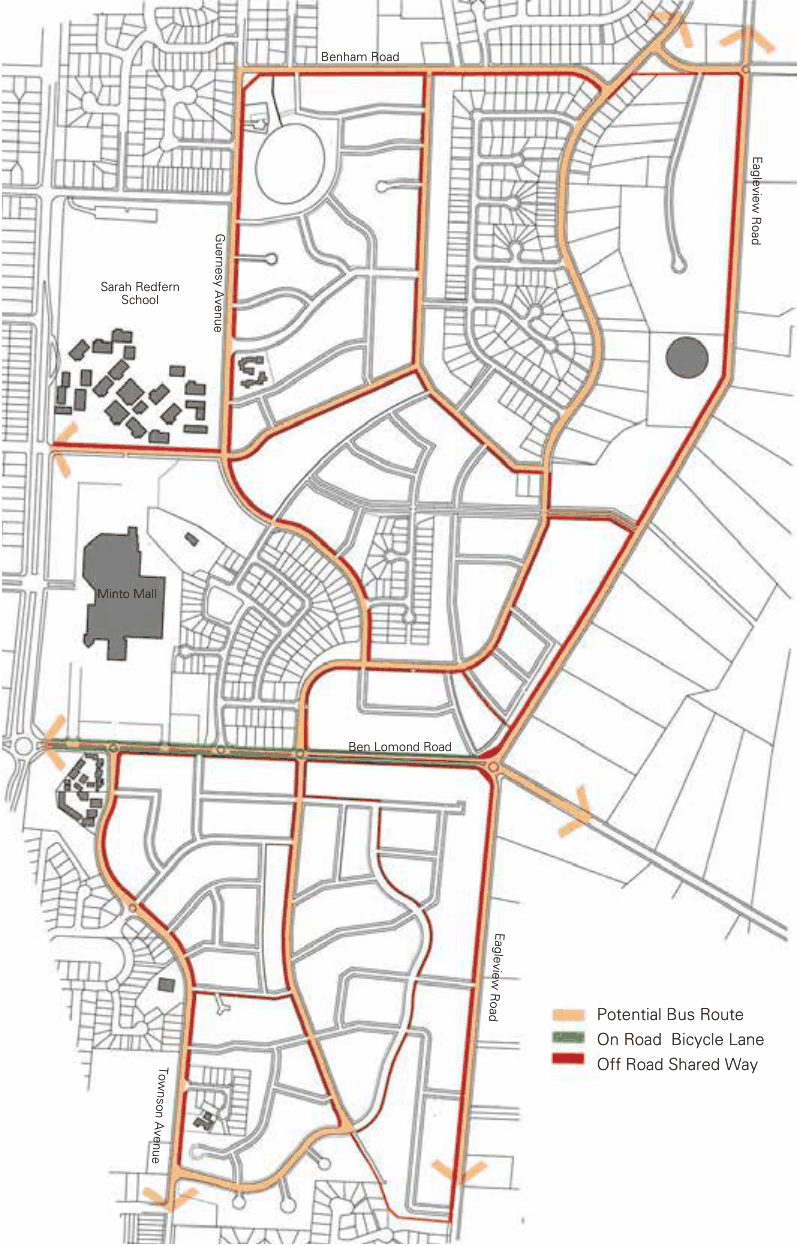 Benham Road
Eagleview Road
Guernesy Avenue
Sarah Redfern
School
Minto Mall
Ben Lomond Road
Eagleview Road
Potential Bus Route
On Road Bicycle Lane
Off Road Shared Way
Townson Avenue